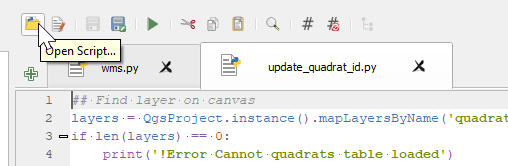 Open Script...
wms.py
update_quadrat_id.py
1 ## Find layer on canvas
2 layers = QgsProject.instance().mapLayersByName('quadrat
3 if len(layers) == 0:
4 print('!Error Cannot quadrats table loaded')